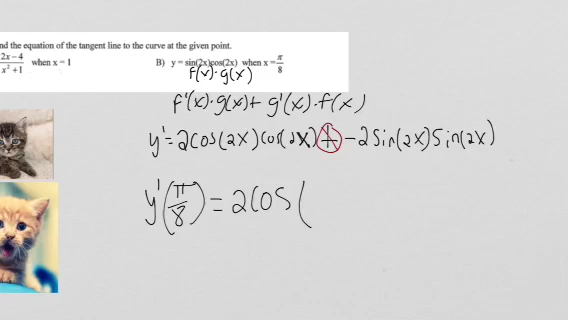 nd the equation of the tangent line to the curve at the given point.
2x-4
x²+1
when x=1
B) y=sin(2x)cos(2x) when x=π/8
f(x)·g(x)
f'(x)·g(x)+g'(x)·f(x)
y'=2cos(2x)cos(2x)+-2sin(2x)sin(2x)
y'(π/8)=2cos(